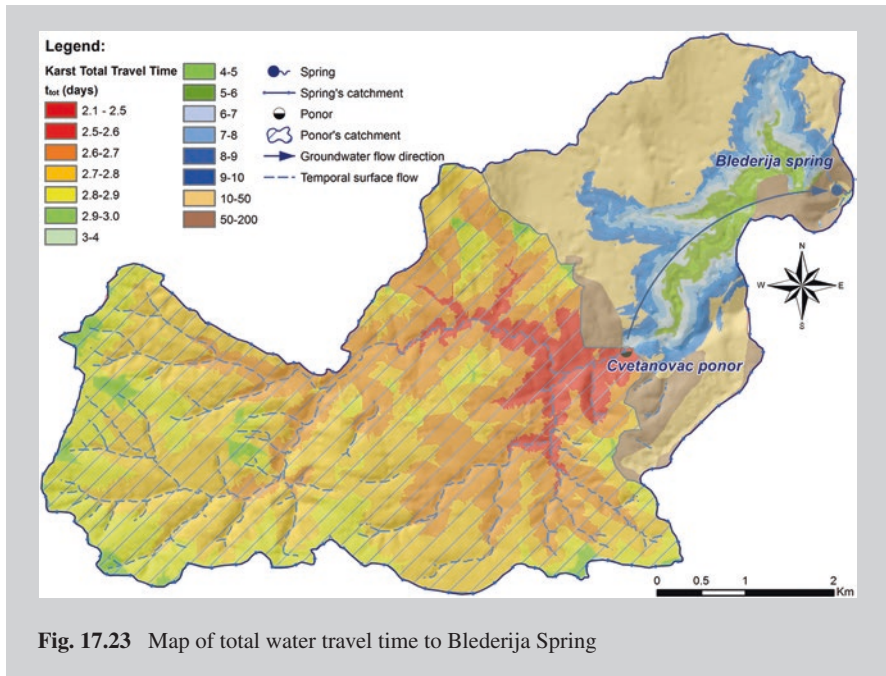 Legend:
Karst Total Travel Time
t_tot (days)
2.1 - 2.5
2.5-2.6
2.6-2.7
2.7-2.8
2.8-2.9
2.9-3.0
3-4
4-5
5-6
6-7
7-8
8-9
9-10
10-50
50-200
Spring
Spring's catchment
Ponor
Ponor's catchment
Groundwater flow direction
Temporal surface flow
Blederija spring
N
W E
S
Cvetanovac ponor
0 0.5 1 2
Km
Fig. 17.23 Map of total water travel time to Blederija Spring